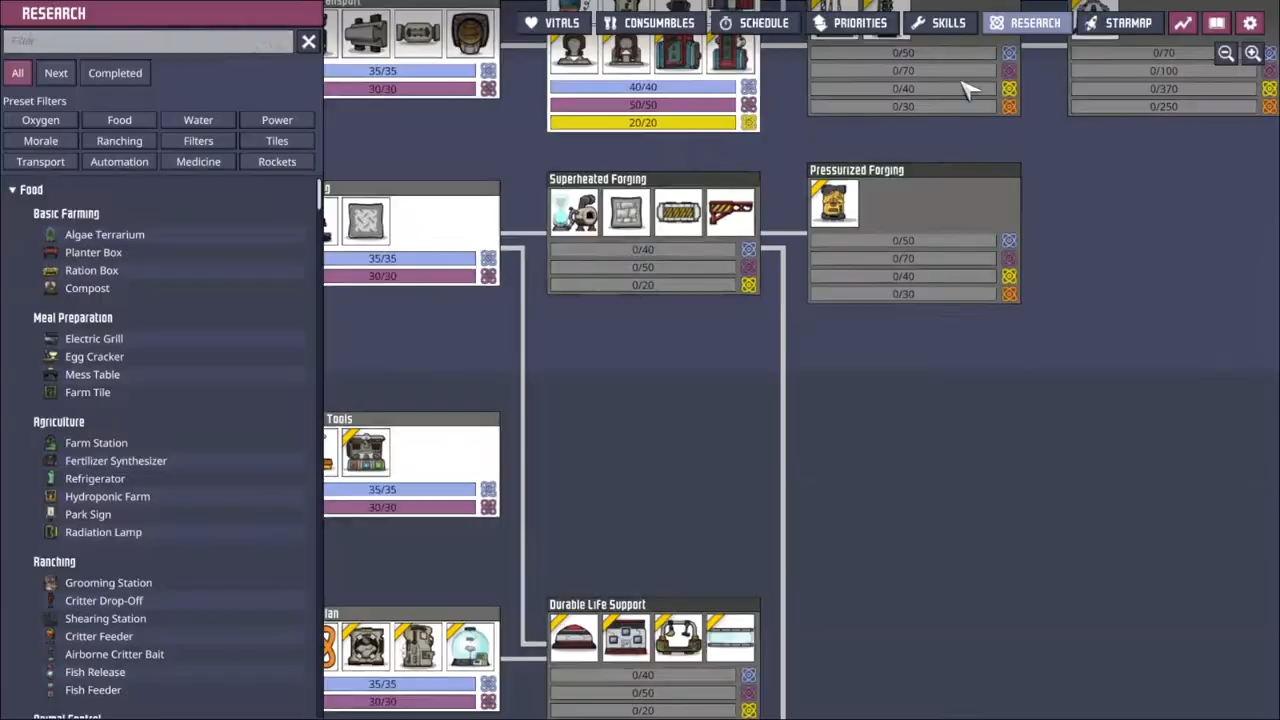 RESEARCH
Filter
All Next Completed
Preset Filters
Oxygen Food Water Power
Morale Ranching Filters Tiles
Transport Automation Medicine Rockets
Food
Basic Farming
Algae Terrarium
Planter Box
Ration Box
Compost
Meal Preparation
Electric Grill
Egg Cracker
Mess Table
Farm Tile
Agriculture
Farm Station
Fertilizer Synthesizer
Refrigerator
Hydroponic Farm
Park Sign
Radiation Lamp
Ranching
Grooming Station
Critter Drop-Off
Shearing Station
Critter Feeder
Airborne Critter Bait
Fish Release
Fish Feeder
Animal Control
VITALS CONSUMABLES SCHEDULE PRIORITIES SKILLS RESEARCH STARMAP
35/35
30/30
40/40
50/50
20/20
0/50
0/70
0/40
0/30
0/70
0/100
0/370
0/250
g
35/35
30/30
Superheated Forging
0/40
0/50
0/20
Pressurized Forging
0/50
0/70
0/40
0/30
Tools
35/35
30/30
lan
35/35
30/30
Durable Life Support
0/40
0/50
0/20